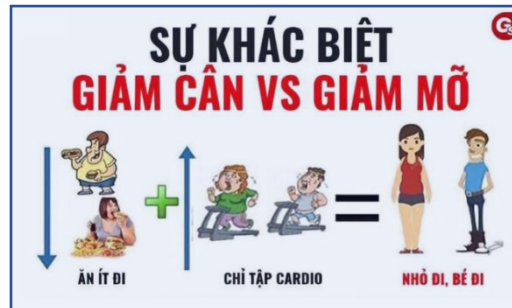 SỰ KHÁC BIỆT
GIẢM CÂN VS GIẢM MỠ
ĂN ÍT ĐI
CHỈ TẬP CARDIO
NHỎ ĐI, BÉ ĐI